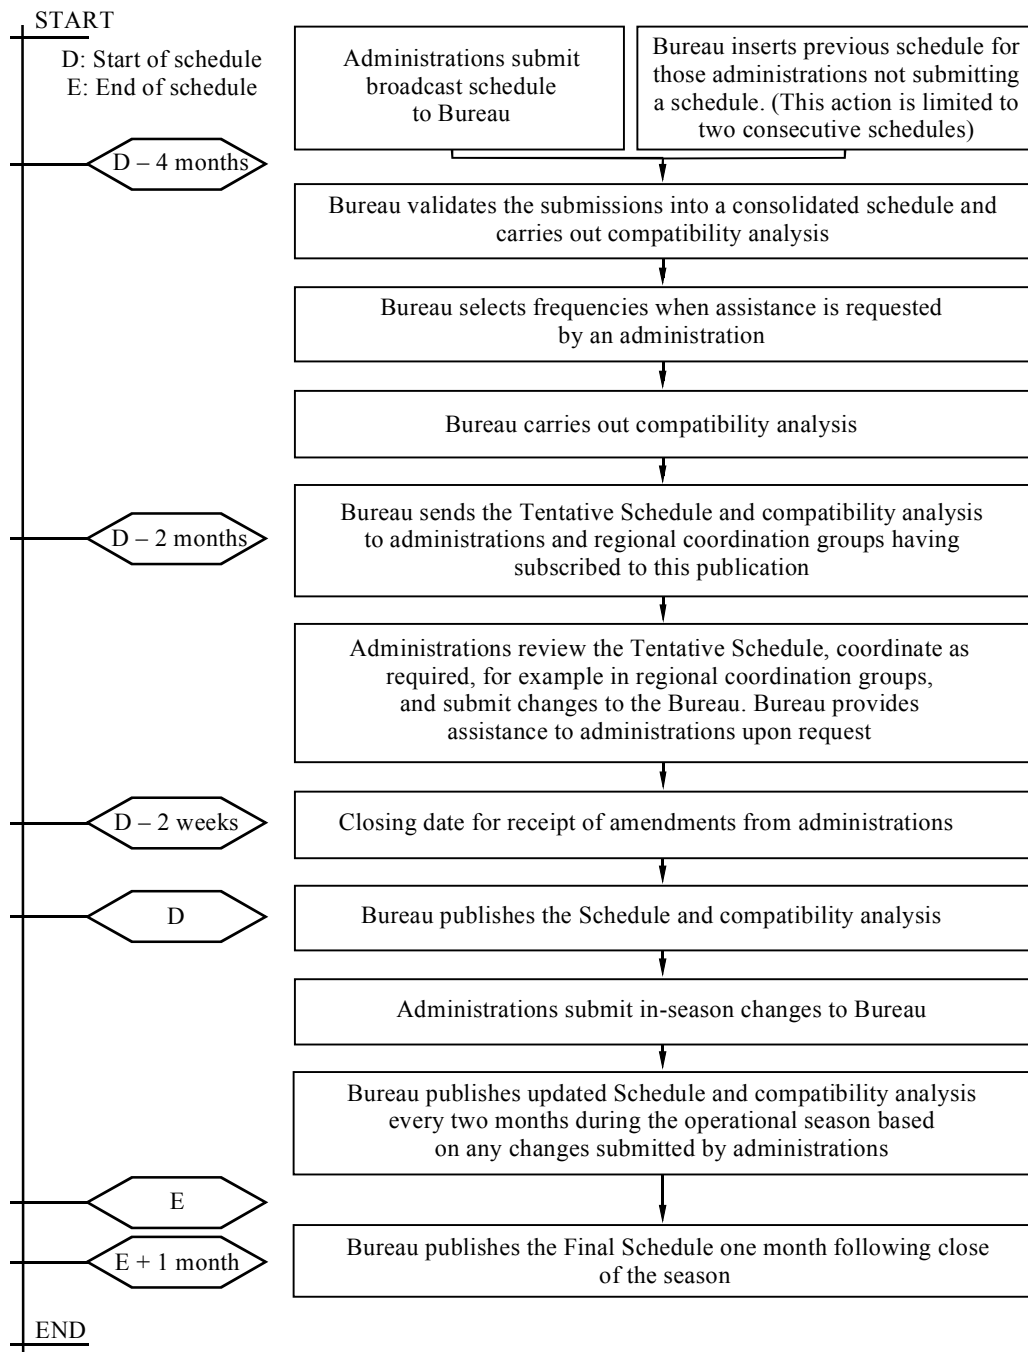 START
D: Start of schedule
E: End of schedule
Administrations submit
broadcast schedule
to Bureau
Bureau inserts previous schedule for
those administrations not submitting
a schedule. (This action is limited to
two consecutive schedules)
D – 4 months
Bureau validates the submissions into a consolidated schedule and
carries out compatibility analysis
Bureau selects frequencies when assistance is requested
by an administration
Bureau carries out compatibility analysis
D – 2 months
Bureau sends the Tentative Schedule and compatibility analysis
to administrations and regional coordination groups having
subscribed to this publication
Administrations review the Tentative Schedule, coordinate as
required, for example in regional coordination groups,
and submit changes to the Bureau. Bureau provides
assistance to administrations upon request
D – 2 weeks
Closing date for receipt of amendments from administrations
D
Bureau publishes the Schedule and compatibility analysis
Administrations submit in-season changes to Bureau
Bureau publishes updated Schedule and compatibility analysis
every two months during the operational season based
on any changes submitted by administrations
E
E + 1 month
Bureau publishes the Final Schedule one month following close
of the season
END